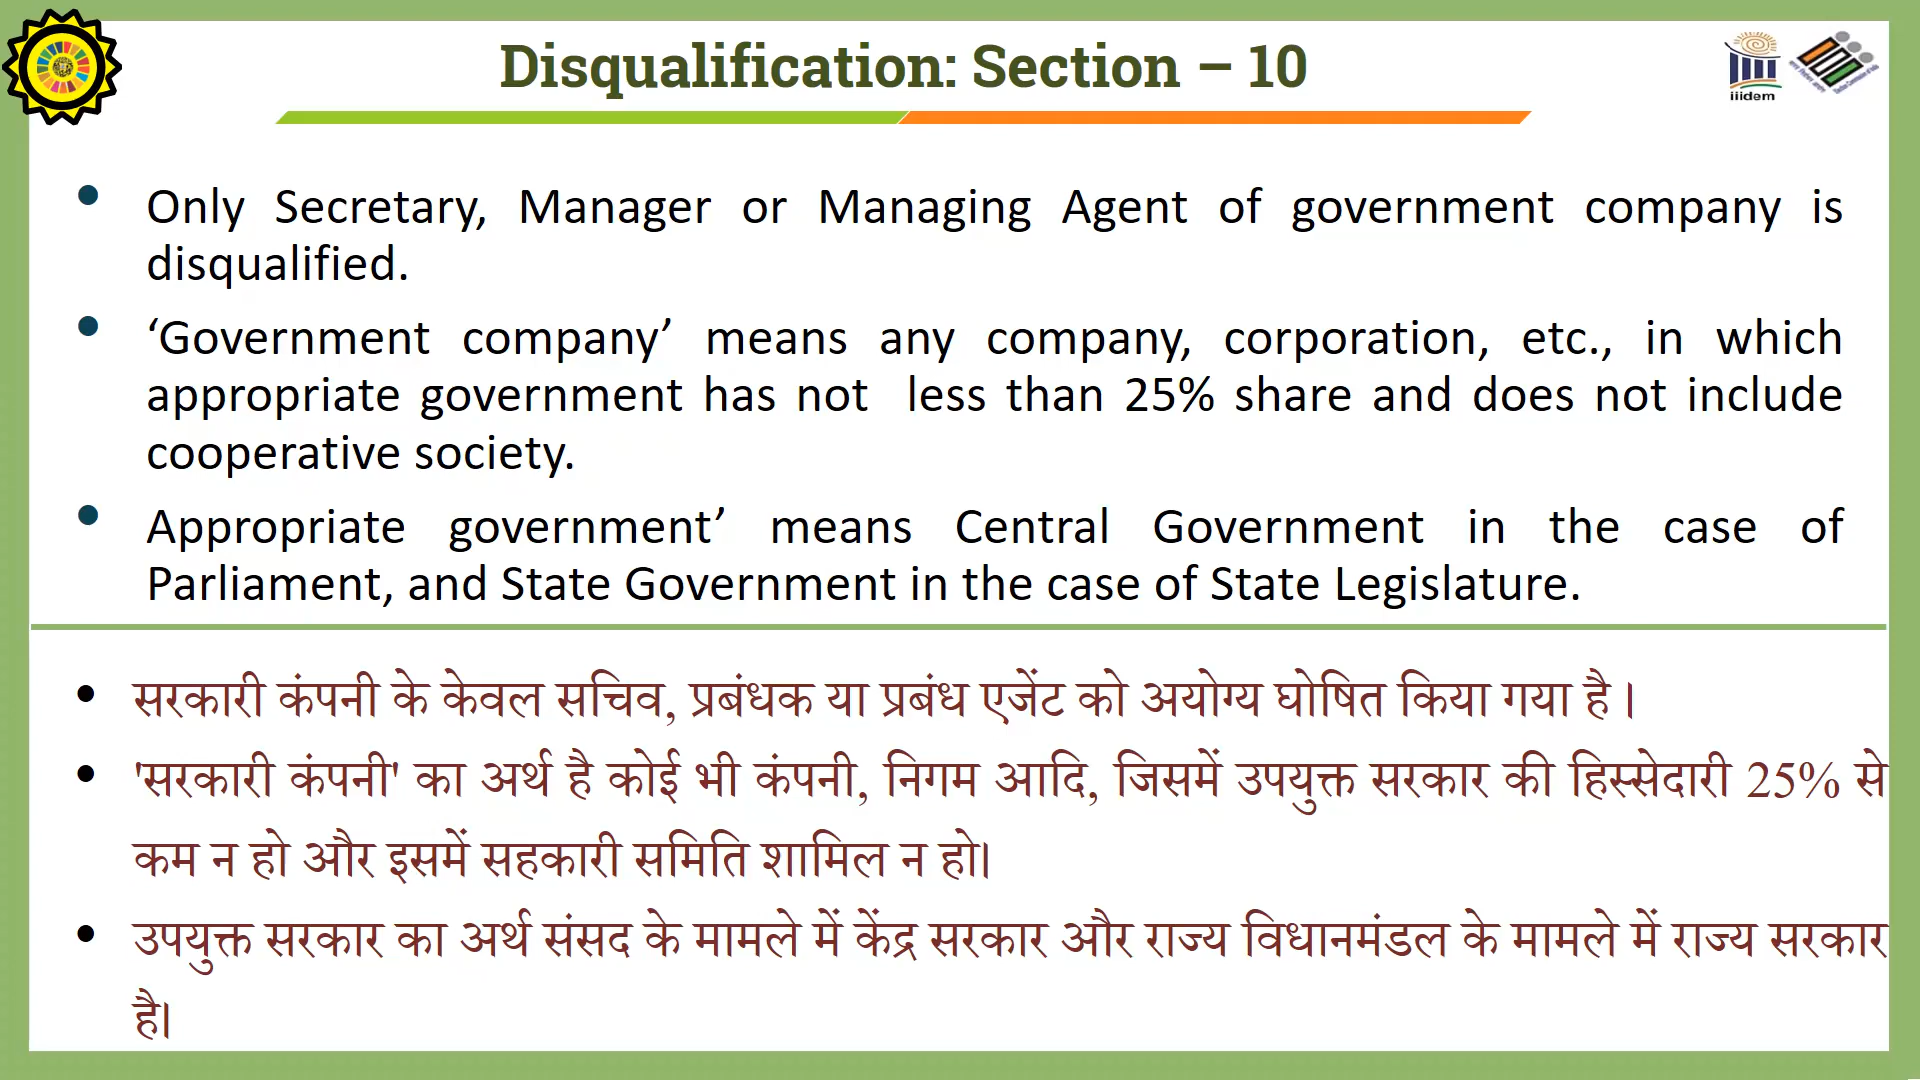 Disqualification: Section – 10
iiidem
Only Secretary, Manager or Managing Agent of government company is
disqualified.
‘Government company’ means any company, corporation, etc., in which
appropriate government has not less than 25% share and does not include
cooperative society.
Appropriate government’ means Central Government in the case of
Parliament, and State Government in the case of State Legislature.
सरकारी कंपनी के केवल सचिव, प्रबंधक या प्रबंध एजेंट को अयोग्य घोषित किया गया है ।
'सरकारी कंपनी' का अर्थ है कोई भी कंपनी, निगम आदि, जिसमें उपयुक्त सरकार की हिस्सेदारी 25% से
कम न हो और इसमें सहकारी समिति शामिल न हो।
उपयुक्त सरकार का अर्थ संसद के मामले में केंद्र सरकार और राज्य विधानमंडल के मामले में राज्य सरकार
है।